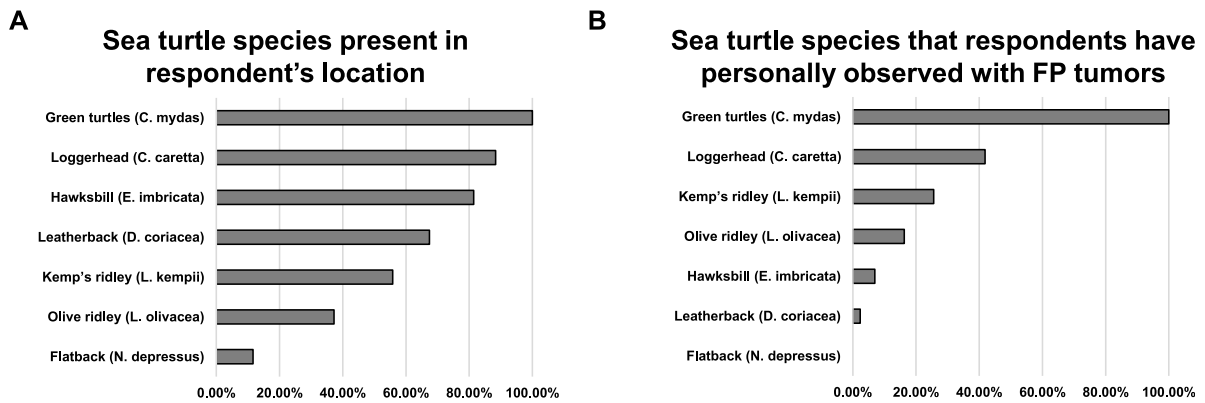 A
Sea turtle species present in
respondent's location
Green turtles (C. mydas)
Loggerhead (C. caretta)
Hawksbill (E. imbricata)
Leatherback (D. coriacea)
Kemp's ridley (L. kempii)
Olive ridley (L. olivacea)
Flatback (N. depressus)
0.00% 20.00% 40.00% 60.00% 80.00% 100.00%
B
Sea turtle species that respondents have
personally observed with FP tumors
Green turtles (C. mydas)
Loggerhead (C. caretta)
Kemp's ridley (L. kempii)
Olive ridley (L. olivacea)
Hawksbill (E. imbricata)
Leatherback (D. coriacea)
Flatback (N. depressus)
0.00% 20.00% 40.00% 60.00% 80.00% 100.00%